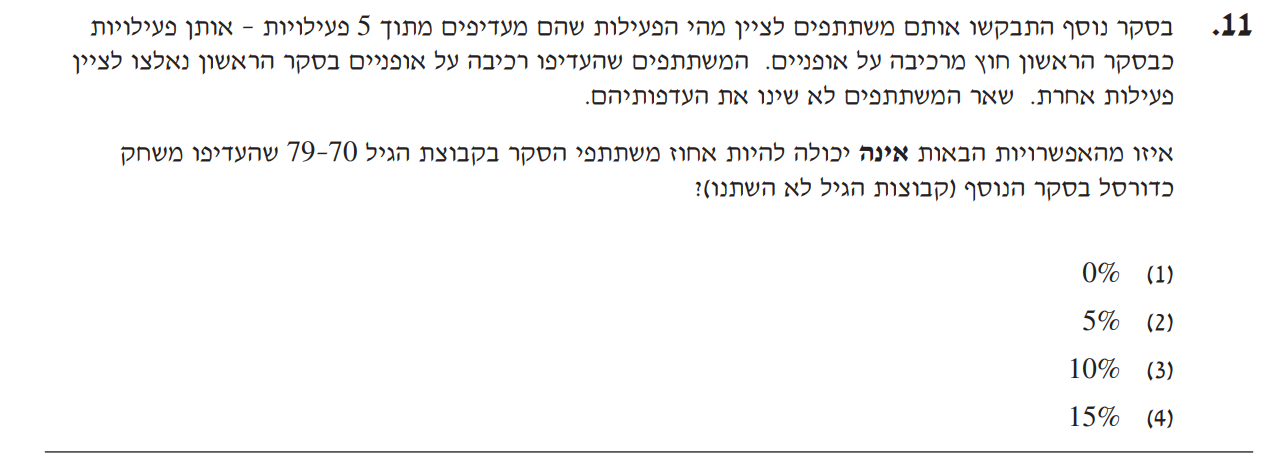 11. בסקר נוסף התבקשו אותם משתתפים לציין מהי הפעילות שהם מעדיפים מתוך 5 פעילויות – אותן פעילויות
כבסקר הראשון חוץ מרכיבה על אופניים. המשתתפים שהעדיפו רכיבה על אופניים בסקר הראשון נאלצו לציין
פעילות אחרת. שאר המשתתפים לא שינו את העדפותיהם.
איזו מהאפשרויות הבאות אינה יכולה להיות אחוז משתתפי הסקר בקבוצת הגיל 79-70 שהעדיפו משחק
כדורסל בסקר הנוסף (קבוצות הגיל לא השתנו)?
(1) 0%
(2) 5%
(3) 10%
(4) 15%